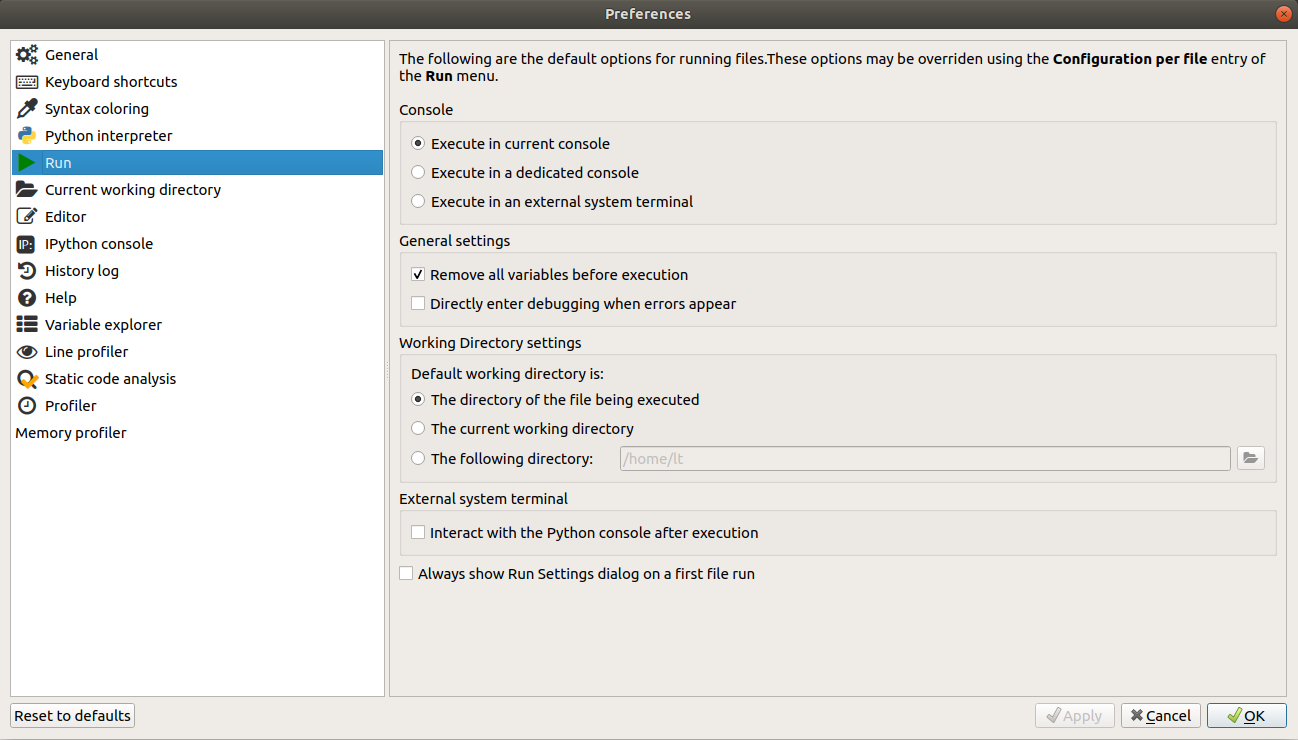 Preferences
General
Keyboard shortcuts
Syntax coloring
Python interpreter
Run
Current working directory
Editor
IP: IPython console
History log
Help
Variable explorer
Line profiler
Static code analysis
Profiler
Memory profiler
The following are the default options for running files.These options may be overriden using the Configuration per file entry of
the Run menu.
Console
Execute in current console
Execute in a dedicated console
Execute in an external system terminal
General settings
Remove all variables before execution
Directly enter debugging when errors appear
Working Directory settings
Default working directory is:
The directory of the file being executed
The current working directory
The following directory: /home/lt
External system terminal
Interact with the Python console after execution
Always show Run Settings dialog on a first file run
Reset to defaults
Apply
Cancel
OK